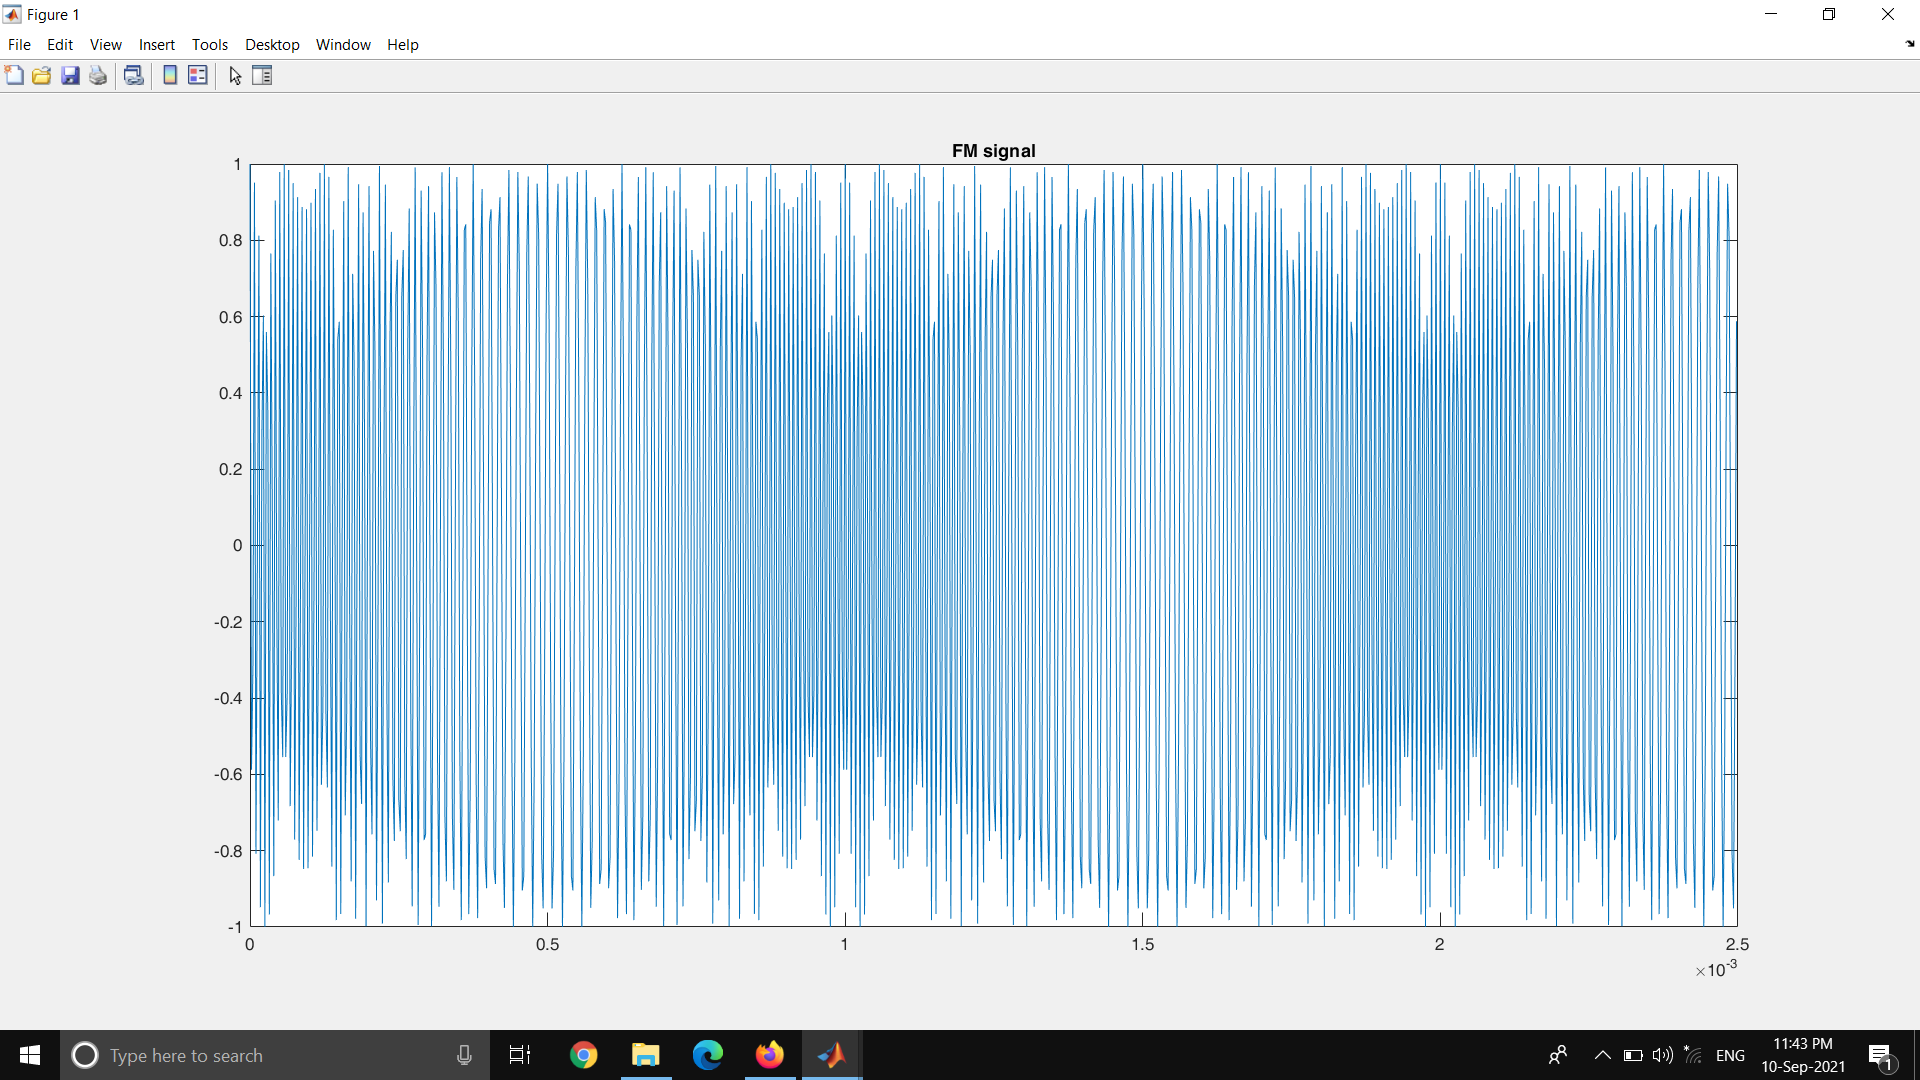 Figure 1
File Edit View Insert Tools Desktop Window Help
FM signal
1
0.8
0.6
0.4
0.2
0
-0.2
-0.4
-0.6
-0.8
-1
0 0.5 1 1.5 2 2.5
×10-3
Type here to search
ENG
11:43 PM
10-Sep-2021
1